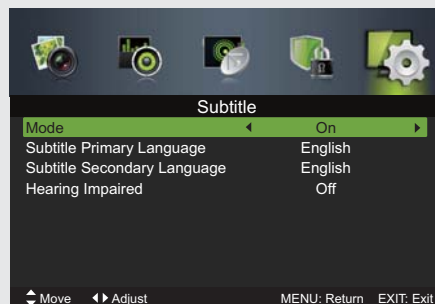 Subtitle
Mode On
Subtitle Primary Language English
Subtitle Secondary Language English
Hearing Impaired Off
Move Adjust MENU: Return EXIT: Exit